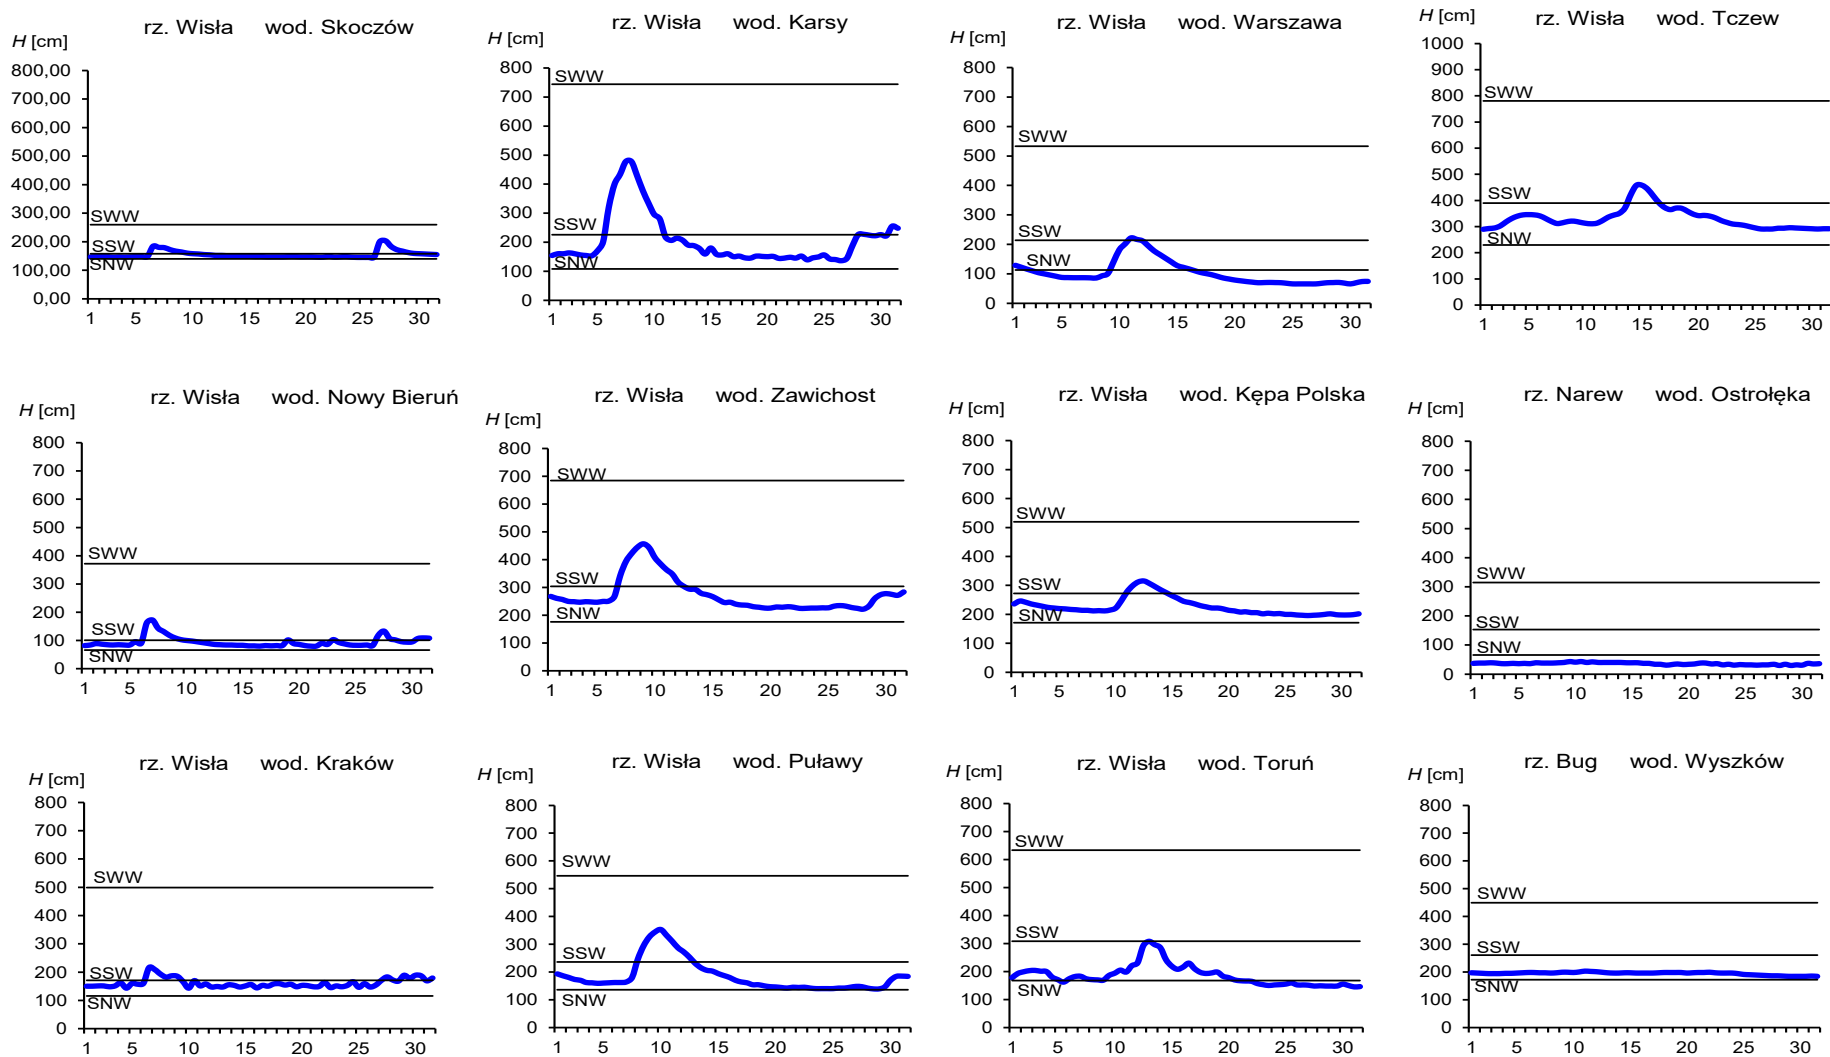 rz. Wisła wod. Skoczów
H [cm]
800,00
700,00
600,00
500,00
400,00
300,00
200,00
100,00
0,00
SWW
SSW
SNW
1 5 10 15 20 25 30
rz. Wisła wod. Karsy
H [cm]
800
700
600
500
400
300
200
100
0
SWW
SSW
SNW
1 5 10 15 20 25 30
rz. Wisła wod. Warszawa
H [cm]
800
700
600
500
400
300
200
100
0
SWW
SSW
SNW
1 5 10 15 20 25 30
rz. Wisła wod. Tczew
H [cm]
1000
900
800
700
600
500
400
300
200
100
0
SWW
SSW
SNW
1 5 10 15 20 25 30
rz. Wisła wod. Nowy Bieruń
H [cm]
800
700
600
500
400
300
200
100
0
SWW
SSW
SNW
1 5 10 15 20 25 30
rz. Wisła wod. Zawichost
H [cm]
800
700
600
500
400
300
200
100
0
SWW
SSW
SNW
1 5 10 15 20 25 30
rz. Wisła wod. Kępa Polska
H [cm]
800
700
600
500
400
300
200
100
0
SWW
SSW
SNW
1 5 10 15 20 25 30
rz. Narew wod. Ostrołęka
H [cm]
800
700
600
500
400
300
200
100
0
SWW
SSW
SNW
1 5 10 15 20 25 30
rz. Wisła wod. Kraków
H [cm]
800
700
600
500
400
300
200
100
0
SWW
SSW
SNW
1 5 10 15 20 25 30
rz. Wisła wod. Puławy
H [cm]
800
700
600
500
400
300
200
100
0
SWW
SSW
SNW
1 5 10 15 20 25 30
rz. Wisła wod. Toruń
H [cm]
800
700
600
500
400
300
200
100
0
SWW
SSW
SNW
1 5 10 15 20 25 30
rz. Bug wod. Wyszków
H [cm]
800
700
600
500
400
300
200
100
0
SWW
SSW
SNW
1 5 10 15 20 25 30